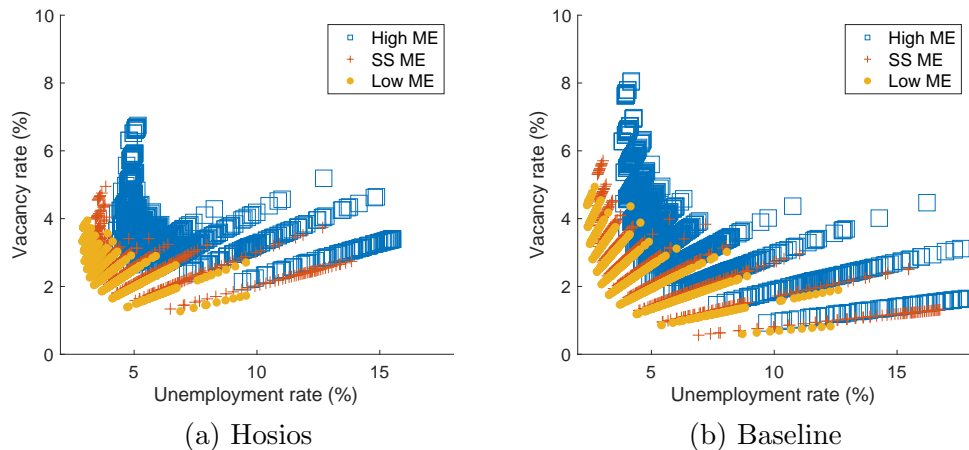 10
8
6
4
2
0
Vacancy rate (%)
High ME
SS ME
Low ME
5
10
15
Unemployment rate (%)
(a) Hosios
10
8
6
4
2
0
Vacancy rate (%)
High ME
SS ME
Low ME
5
10
15
Unemployment rate (%)
(b) Baseline